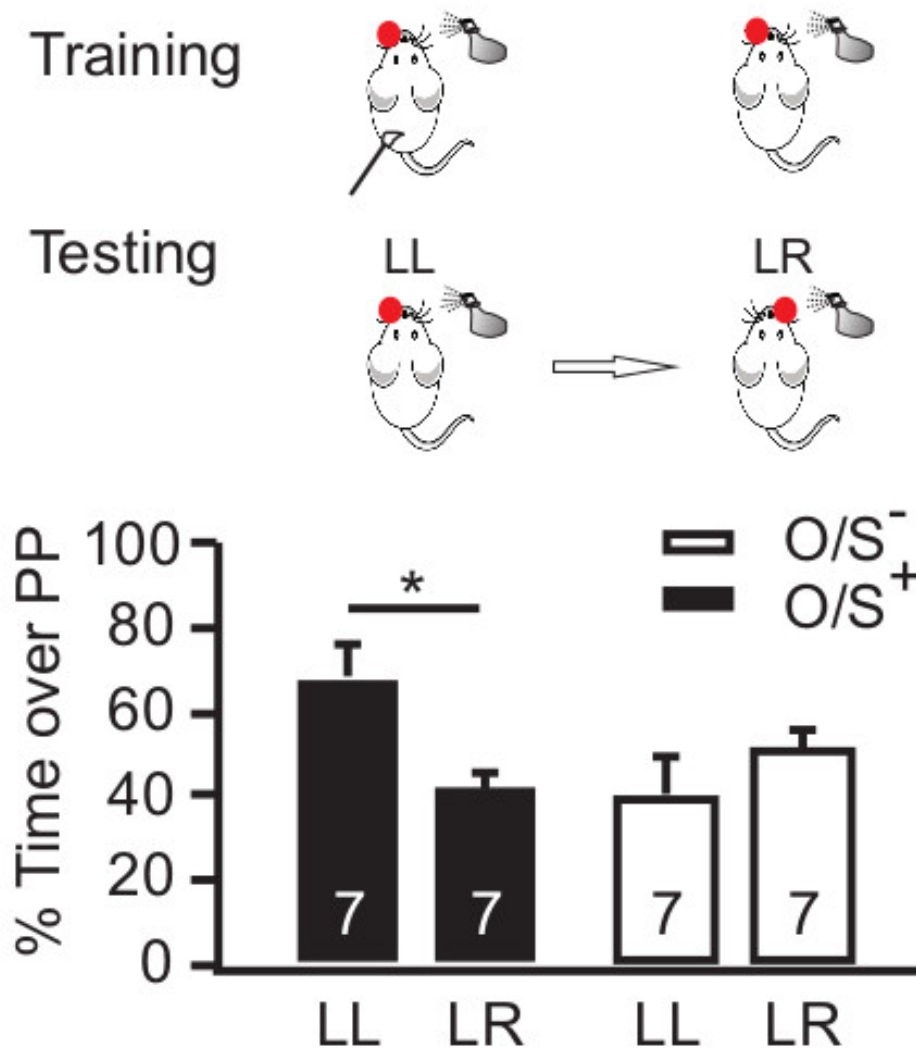 Training
Testing
LL
LR
% Time over PP
100
80
60
40
20
0
*
O/S⁻
O/S⁺
7
7
7
7
LL
LR
LL
LR